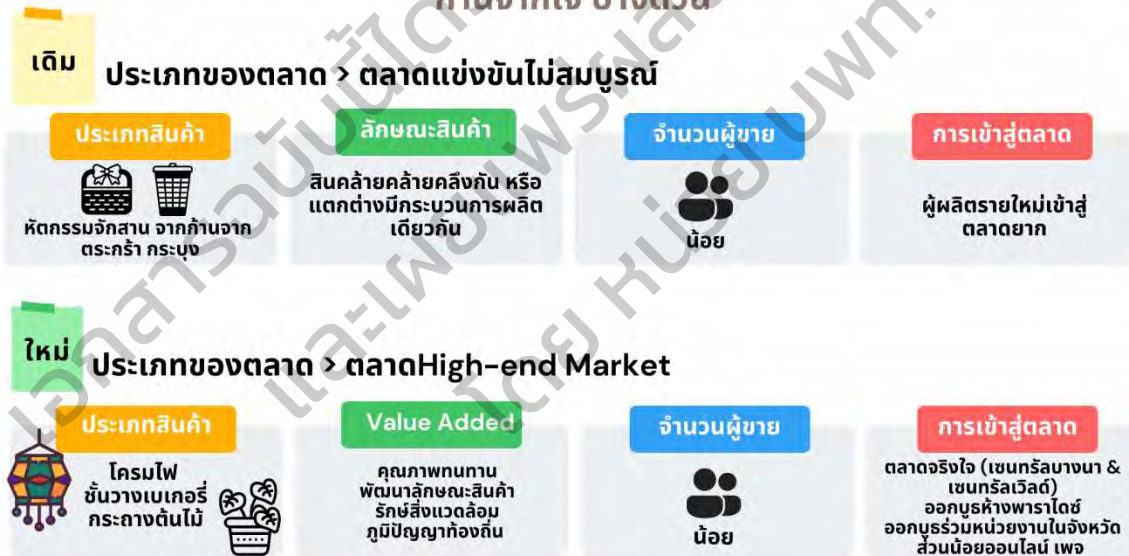 ก้านจากใจ บางด้วน
เดิม
ประเภทของตลาด > ตลาดแข่งขันไม่สมบูรณ์
ประเภทสินค้า
ลักษณะสินค้า
จำนวนผู้ขาย
การเข้าสู่ตลาด
หัตกรรมจักสาน จากก้านจาก
ตระกร้า กระบุง
สินคล้ายคล้ายคลึงกัน หรือ
แตกต่างมีกระบวนการผลิต
เดียวกัน
น้อย
ผู้ผลิตรายใหม่เข้าสู่
ตลาดยาก
ใหม่
ประเภทของตลาด > ตลาดHigh-end Market
ประเภทสินค้า
Value Added
จำนวนผู้ขาย
การเข้าสู่ตลาด
โครมไฟ
ชั้นวางเบเกอรี่
กระถางต้นไม้
คุณภาพทนทาน
พัฒนาลักษณะสินค้า
รักษ์สิ่งแวดล้อม
ภูมิปัญญาท้องถิ่น
น้อย
ตลาดจริงใจ (เซนทรัลบางนา &
เซนทรัลเวิลด์)
ออกบูธห้างพาราไดซ์
ออกบูธร่วมหน่วยงานในจังหวัด
ส่วนน้อยออนไลน์ เพจ